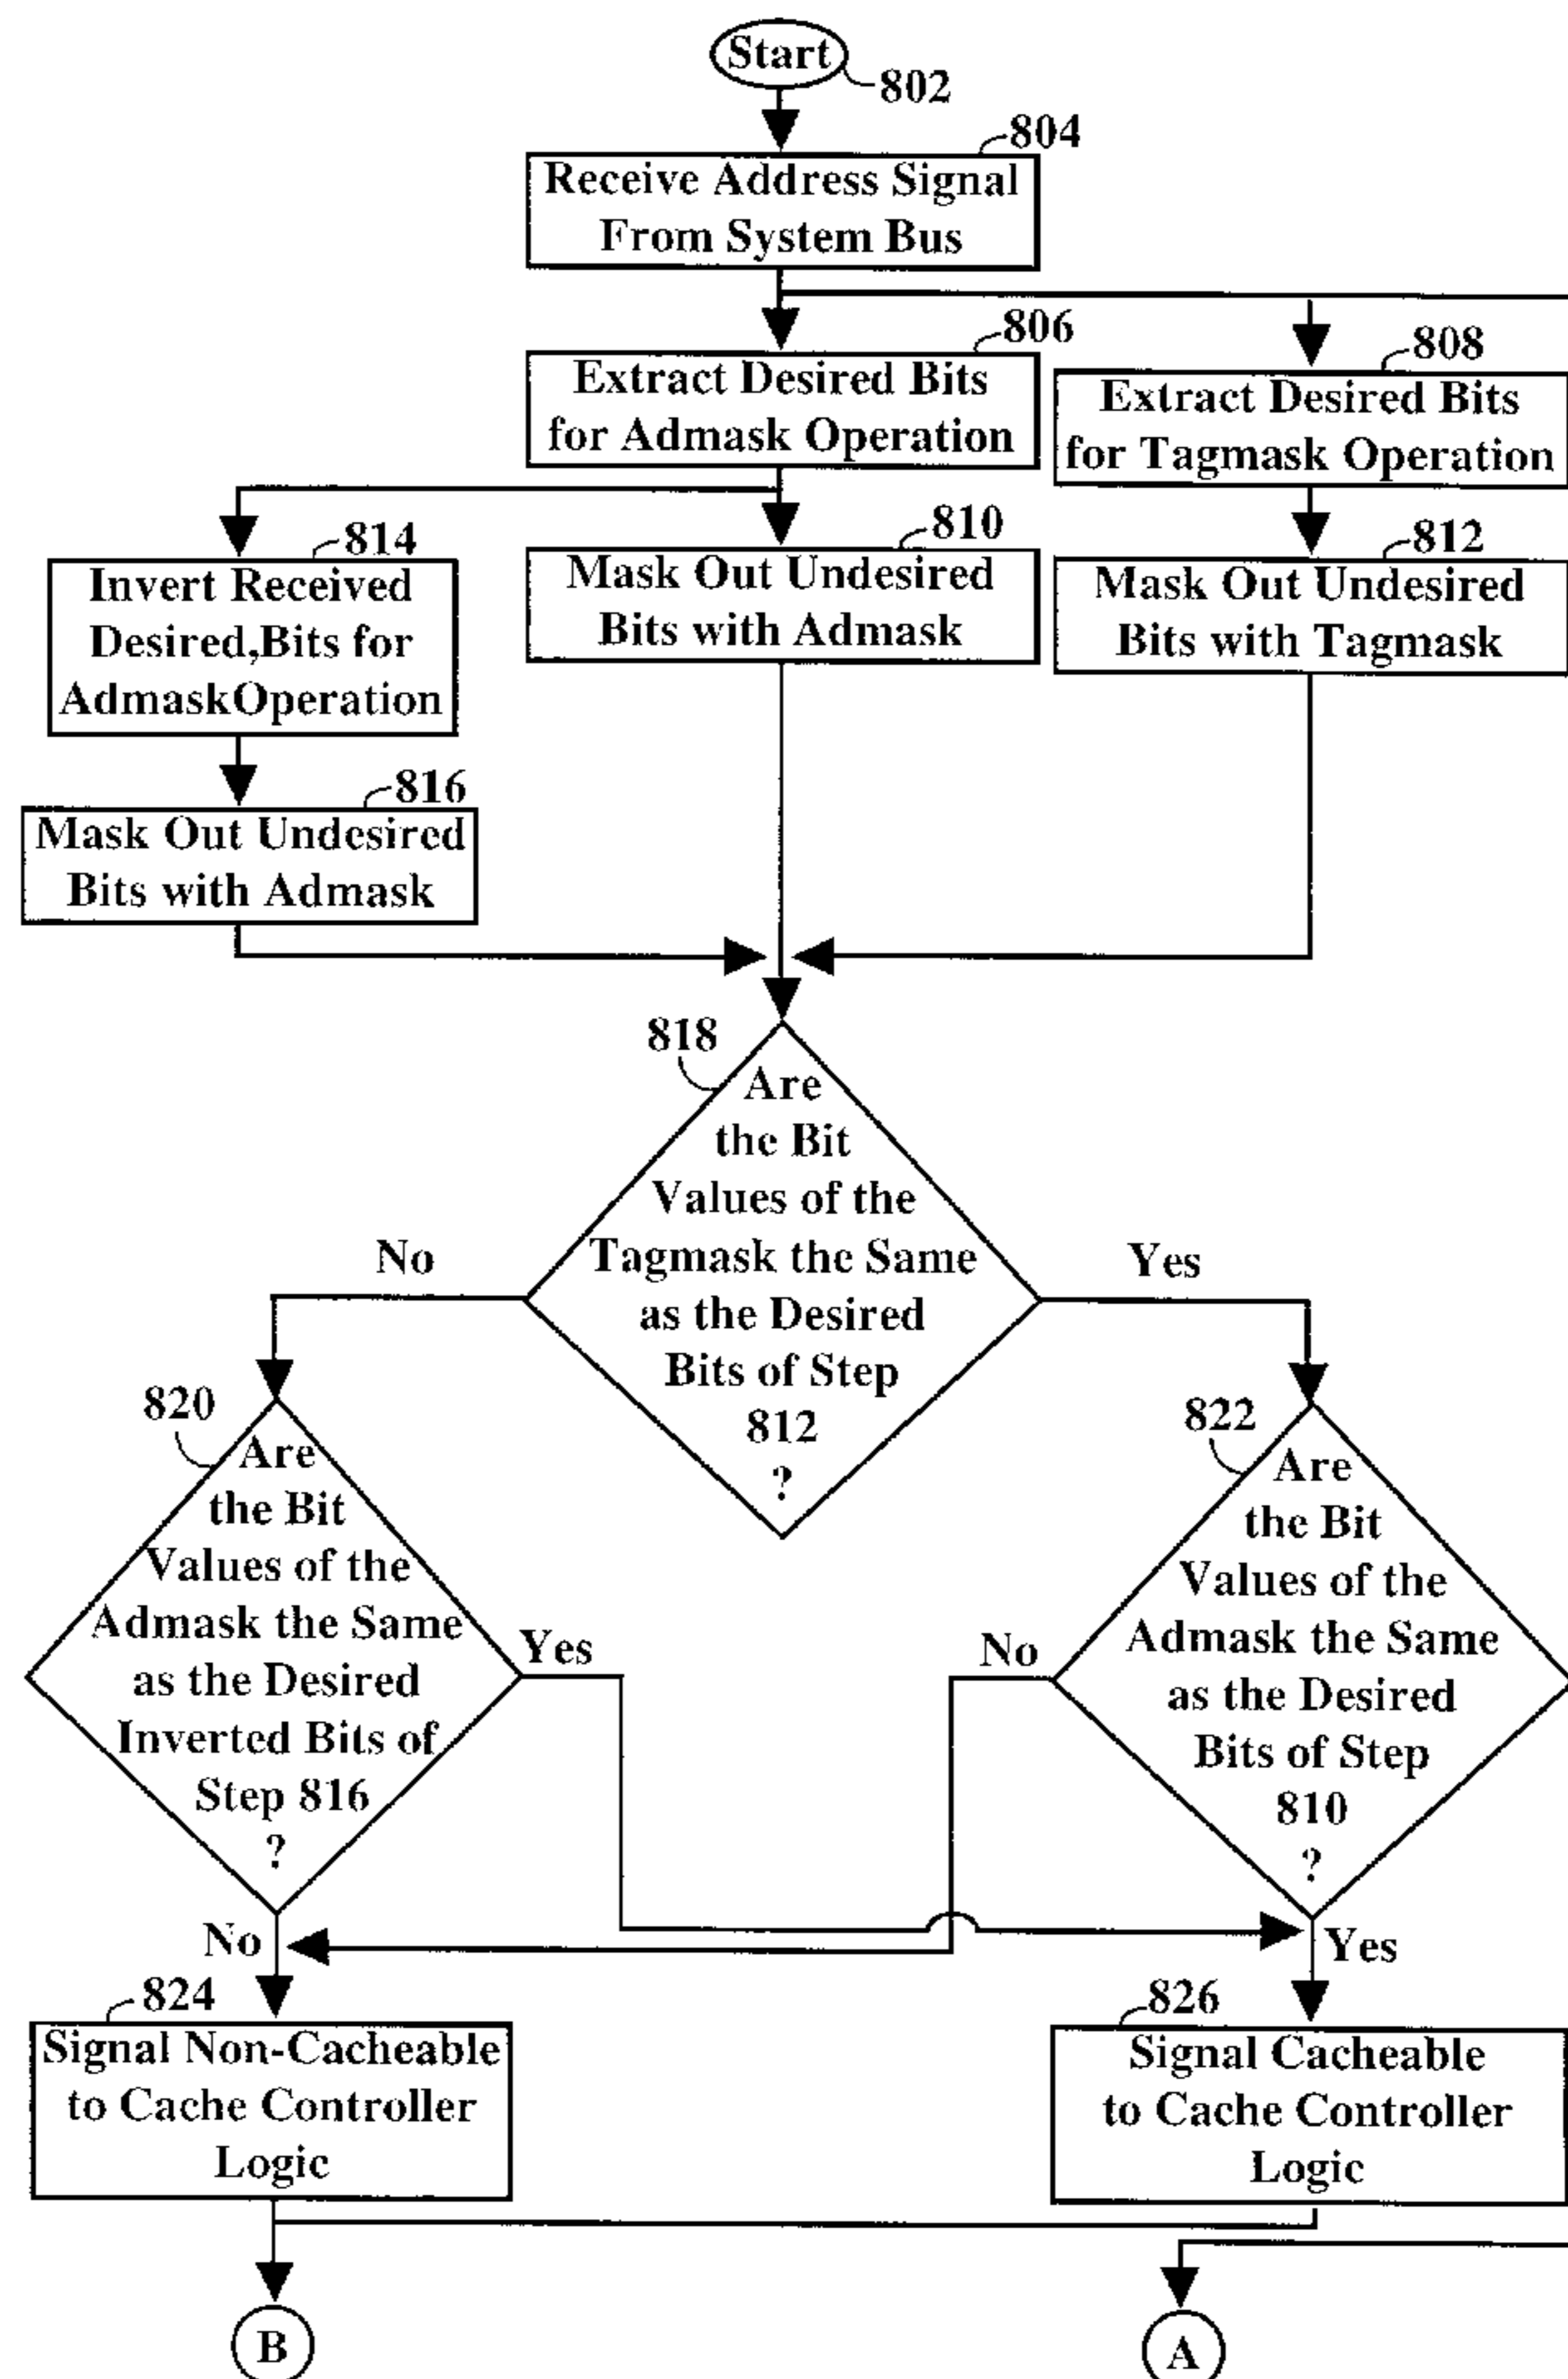 Start
802
804
Receive Address Signal
From System Bus
806
Extract Desired Bits
for Admask Operation
808
Extract Desired Bits
for Tagmask Operation
814
Invert Received
Desired,Bits for
AdmaskOperation
810
Mask Out Undesired
Bits with Admask
812
Mask Out Undesired
Bits with Tagmask
816
Mask Out Undesired
Bits with Admask
818
Are
the Bit
Values of the
Tagmask the Same
as the Desired
Bits of Step
812
?
No
Yes
820
Are
the Bit
Values of the
Admask the Same
as the Desired
Inverted Bits of
Step 816
?
Yes
No
822
Are
the Bit
Values of the
Admask the Same
as the Desired
Bits of Step
810
?
No
Yes
824
Signal Non-Cacheable
to Cache Controller
Logic
826
Signal Cacheable
to Cache Controller
Logic
B
A